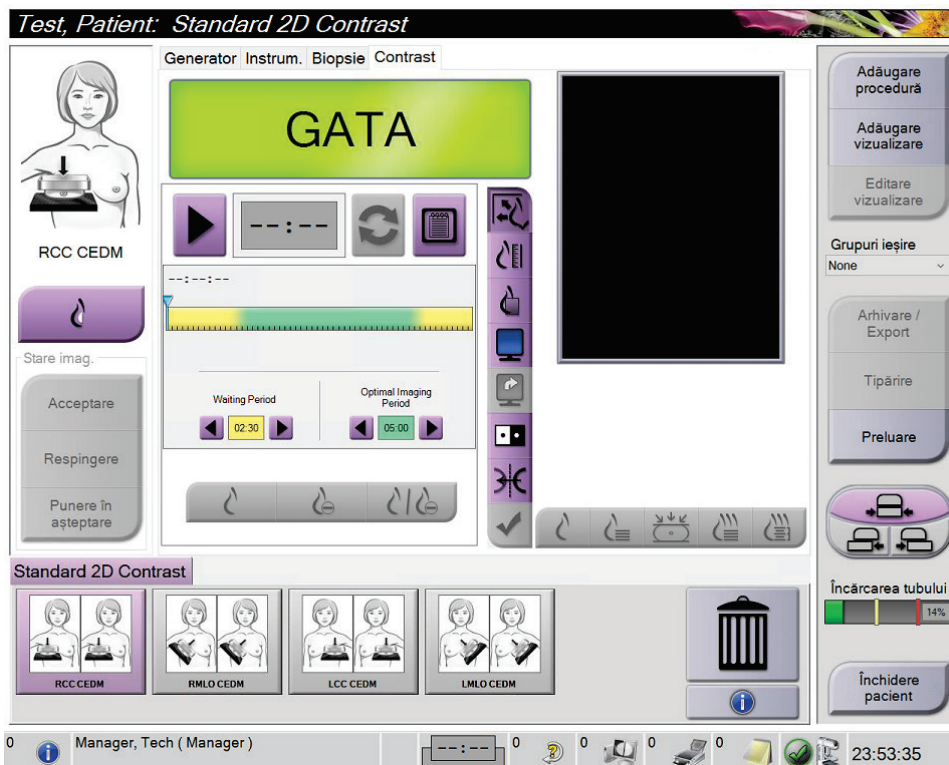 Test, Patient: Standard 2D Contrast
Generator Instrum. Biopsie Contrast
GATA
RCC CEDM
--:--
--:--:--
Waiting Period
Optimal Imaging
Period
02:30
05:00
Stare imag.
Acceptare
Respingere
Punere în
așteptare
Adăugare
procedură
Adăugare
vizualizare
Editare
vizualizare
Grupuri ieșire
None
Arhivare /
Export
Tipărire
Preluare
Încărcarea tubului
14%
Închidere
pacient
Standard 2D Contrast
RCC CEDM
RMLO CEDM
LCC CEDM
LMLO CEDM
0
Manager, Tech ( Manager )
--:--
0
0
0
0
23:53:35